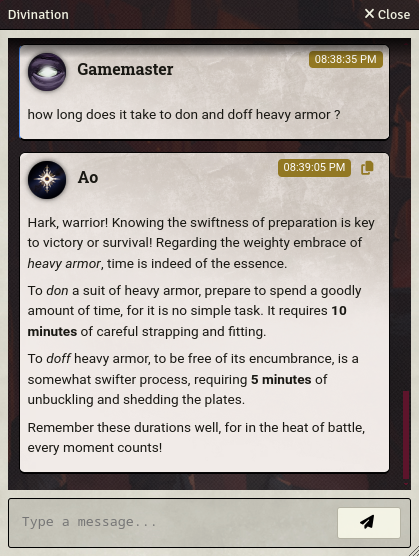 Divination
✕ Close
Gamemaster
08:38:35 PM
how long does it take to don and doff heavy armor ?
Ao
08:39:05 PM
Hark, warrior! Knowing the swiftness of preparation is key
to victory or survival! Regarding the weighty embrace of
heavy armor, time is indeed of the essence.
To don a suit of heavy armor, prepare to spend a goodly
amount of time, for it is no simple task. It requires 10
minutes of careful strapping and fitting.
To doff heavy armor, to be free of its encumbrance, is a
somewhat swifter process, requiring 5 minutes of
unbuckling and shedding the plates.
Remember these durations well, for in the heat of battle,
every moment counts!
Type a message...